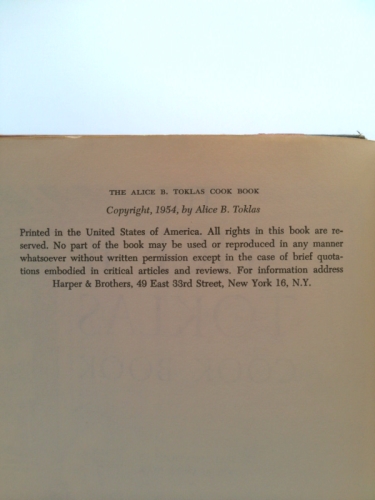 THE ALICE B. TOKLAS COOK BOOK
Copyright, 1954, by Alice B. Toklas
Printed in the United States of America. All rights in this book are re-
served. No part of the book may be used or reproduced in any manner
whatsoever without written permission except in the case of brief quota-
tions embodied in critical articles and reviews. For information address
Harper & Brothers, 49 East 33rd Street, New York 16, N.Y.